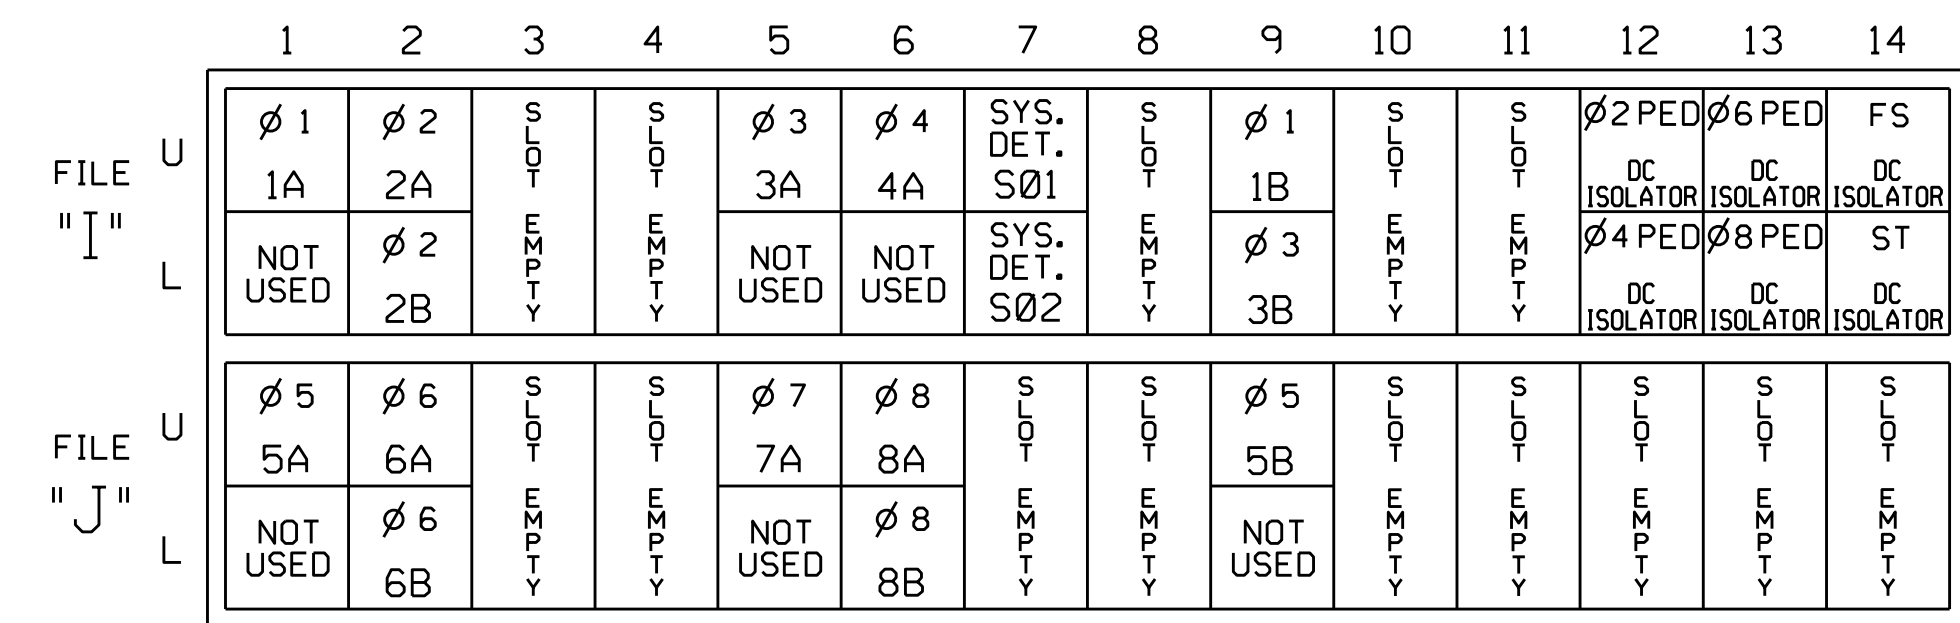 1 2 3 4 5 6 7 8 9 10 11 12 13 14
FILE "I"
U
Ø 1 1A
Ø 2 2A
SLOT EMPTY
SLOT EMPTY
Ø 3 3A
Ø 4 4A
SYS. DET. SØ1
SLOT EMPTY
Ø 1 1B
SLOT EMPTY
SLOT EMPTY
Ø2 PED DC ISOLATOR
Ø6 PED DC ISOLATOR
FS DC ISOLATOR
L
NOT USED
Ø 2 2B
NOT USED
NOT USED
SYS. DET. SØ2
Ø 3 3B
Ø4 PED DC ISOLATOR
Ø8 PED DC ISOLATOR
ST DC ISOLATOR
FILE "J"
U
Ø 5 5A
Ø 6 6A
SLOT EMPTY
SLOT EMPTY
Ø 7 7A
Ø 8 8A
SLOT EMPTY
SLOT EMPTY
Ø 5 5B
SLOT EMPTY
SLOT EMPTY
SLOT EMPTY
SLOT EMPTY
SLOT EMPTY
L
NOT USED
Ø 6 6B
NOT USED
Ø 8 8B
NOT USED